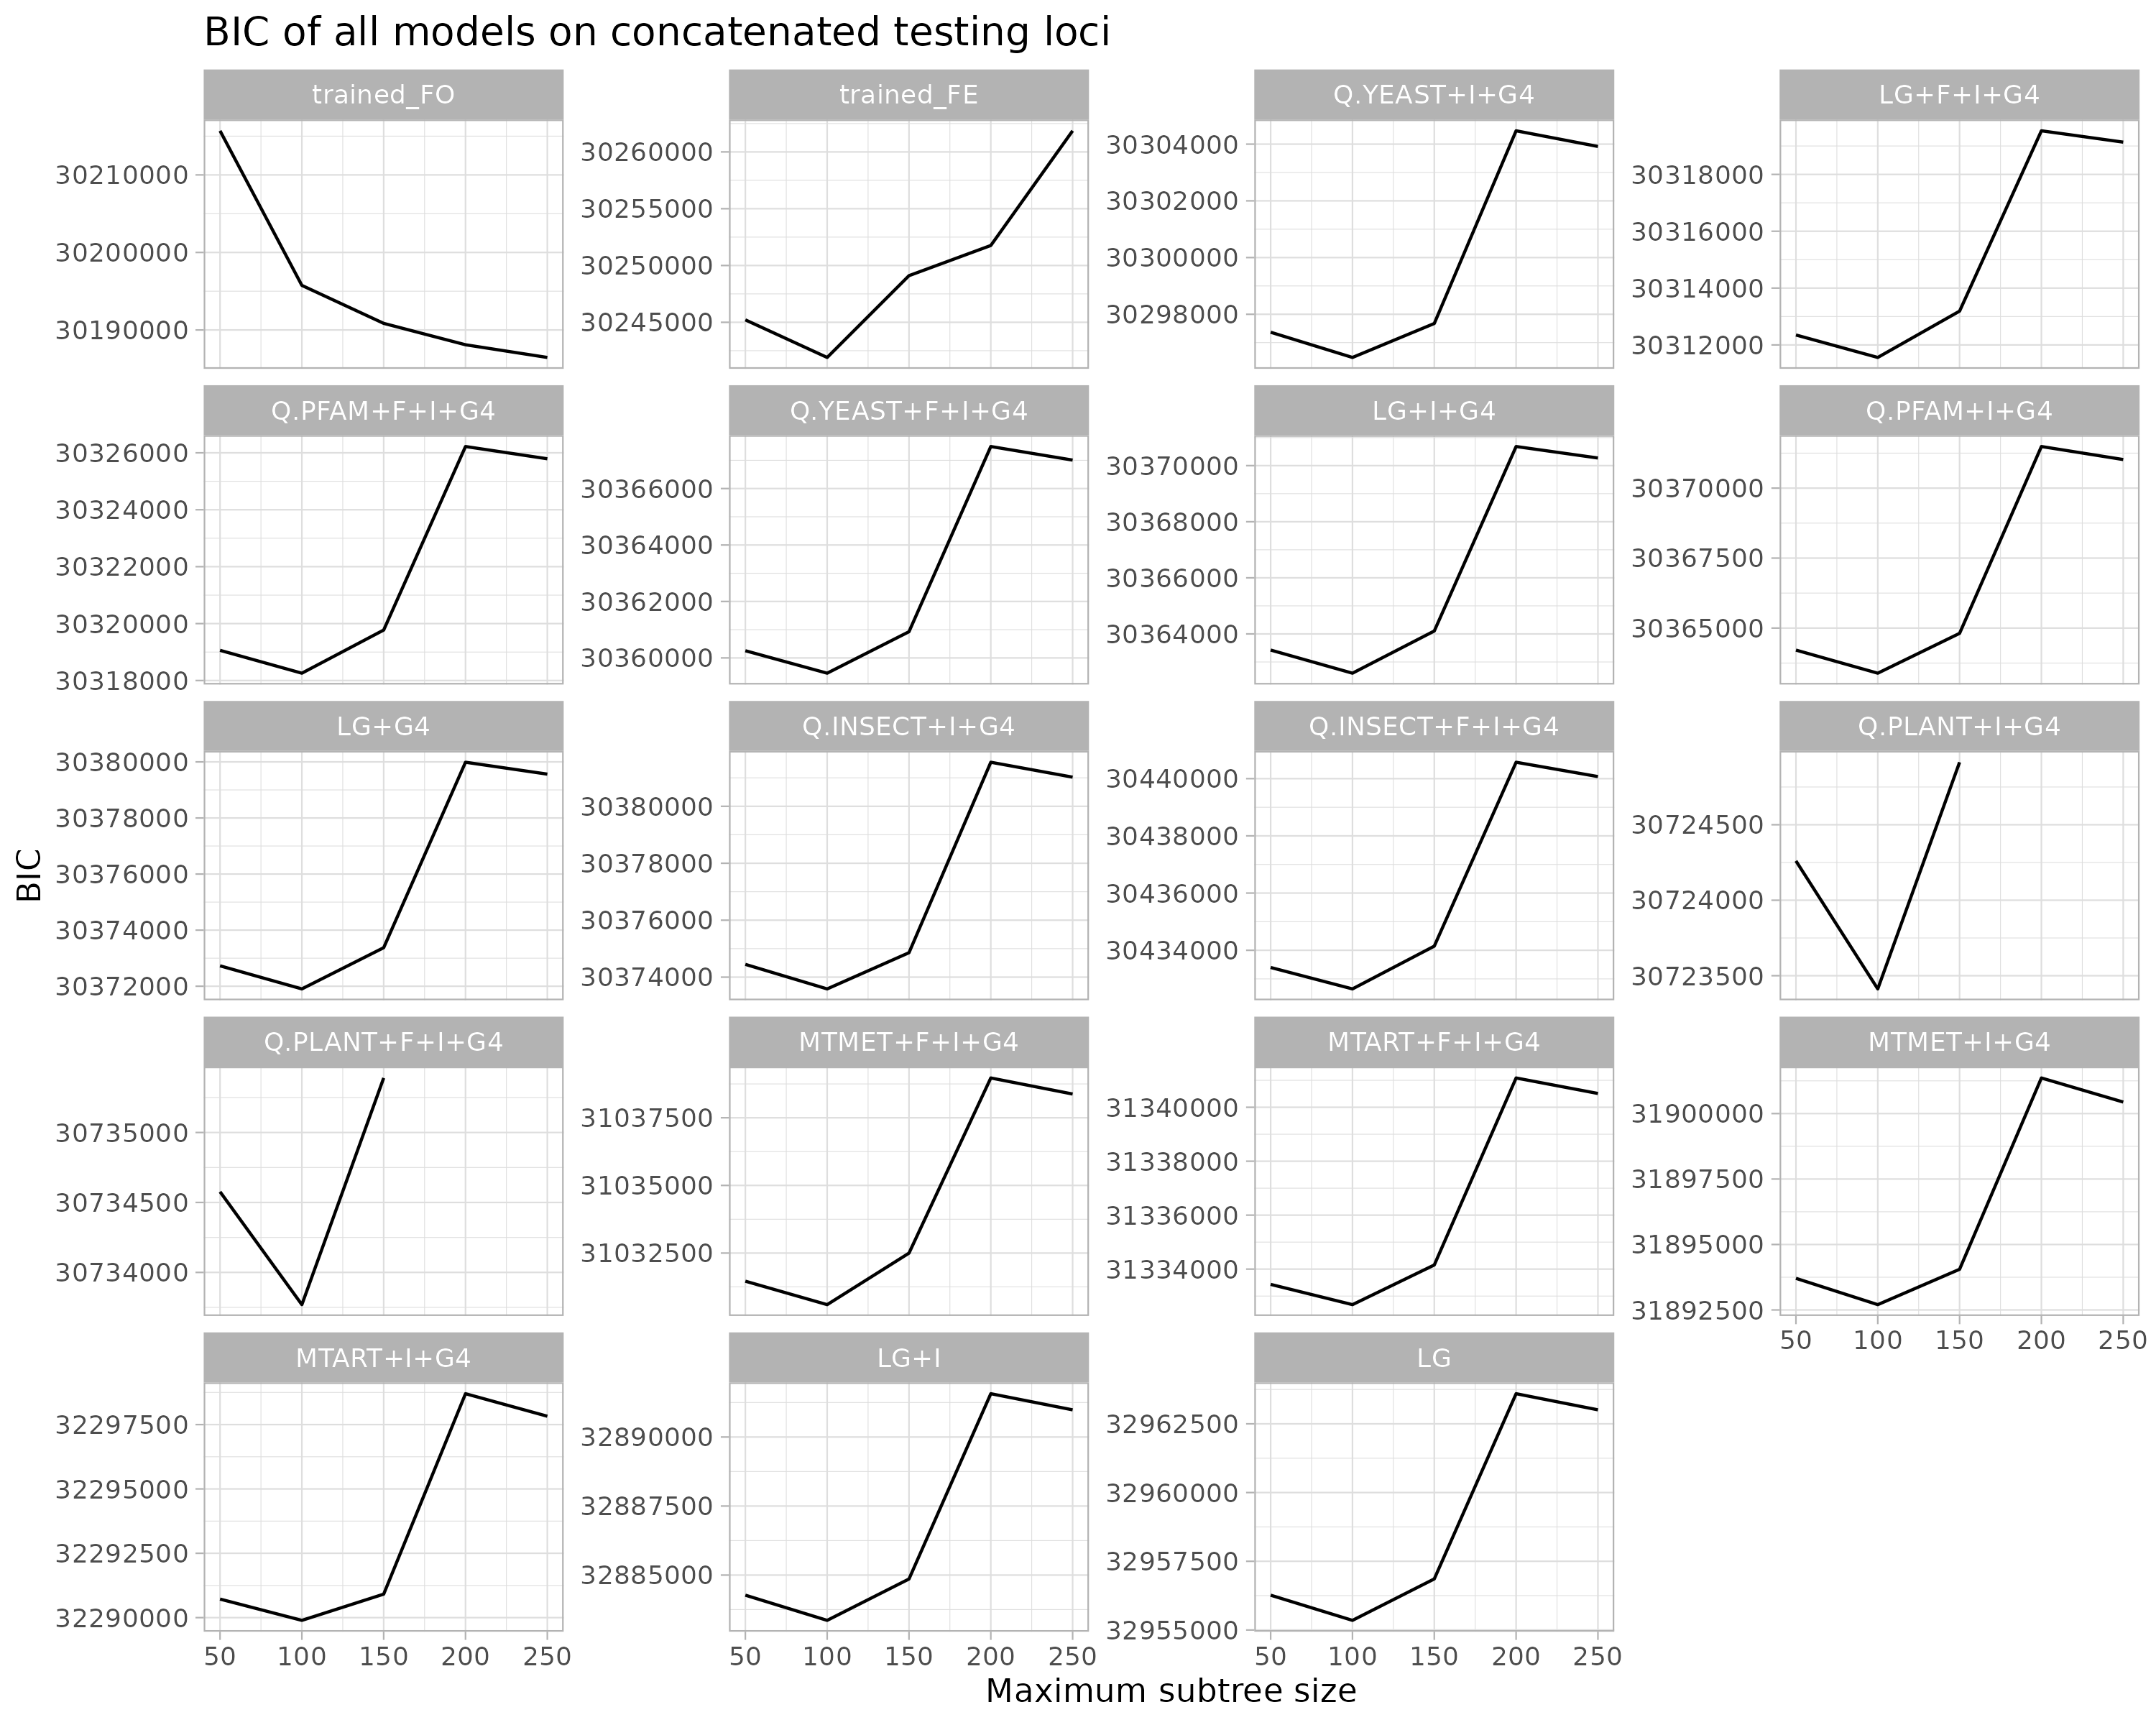 BIC of all models on concatenated testing loci
trained_FO
trained_FE
Q.YEAST+I+G4
LG+F+I+G4
30210000
30200000
30190000
30260000
30255000
30250000
30245000
30304000
30302000
30300000
30298000
30318000
30316000
30314000
30312000
Q.PFAM+F+I+G4
Q.YEAST+F+I+G4
LG+I+G4
Q.PFAM+I+G4
30326000
30324000
30322000
30320000
30318000
30366000
30364000
30362000
30360000
30370000
30368000
30366000
30364000
30370000
30367500
30365000
LG+G4
Q.INSECT+I+G4
Q.INSECT+F+I+G4
Q.PLANT+I+G4
30380000
30378000
30376000
30374000
30372000
30380000
30378000
30376000
30374000
30440000
30438000
30436000
30434000
30724500
30724000
30723500
BIC
Q.PLANT+F+I+G4
MTMET+F+I+G4
MTART+F+I+G4
MTMET+I+G4
30735000
30734500
30734000
31037500
31035000
31032500
31340000
31338000
31336000
31334000
31900000
31897500
31895000
31892500
50 100 150 200 250
MTART+I+G4
LG+I
LG
32297500
32295000
32292500
32290000
32890000
32887500
32885000
32962500
32960000
32957500
32955000
50 100 150 200 250
50 100 150 200 250
50 100 150 200 250
Maximum subtree size